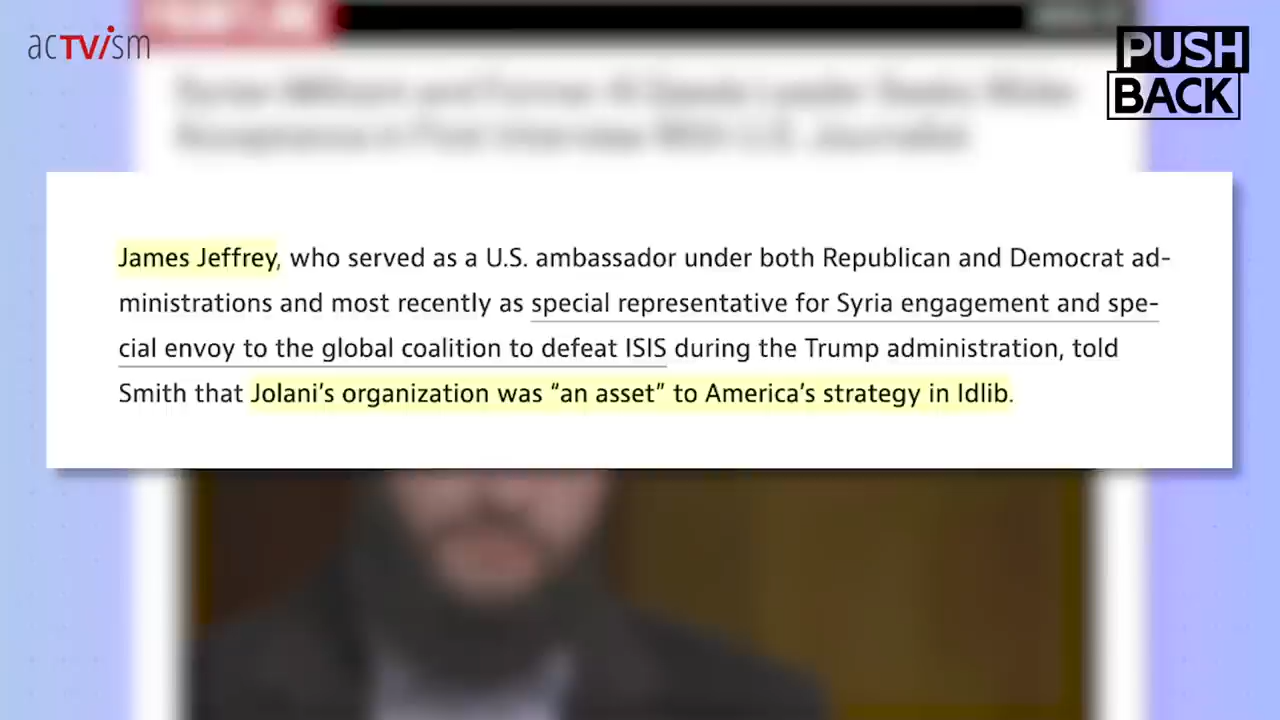 acTVism
PUSH
BACK
James Jeffrey, who served as a U.S. ambassador under both Republican and Democrat ad-
ministrations and most recently as special representative for Syria engagement and spe-
cial envoy to the global coalition to defeat ISIS during the Trump administration, told
Smith that Jolani’s organization was “an asset” to America’s strategy in Idlib.